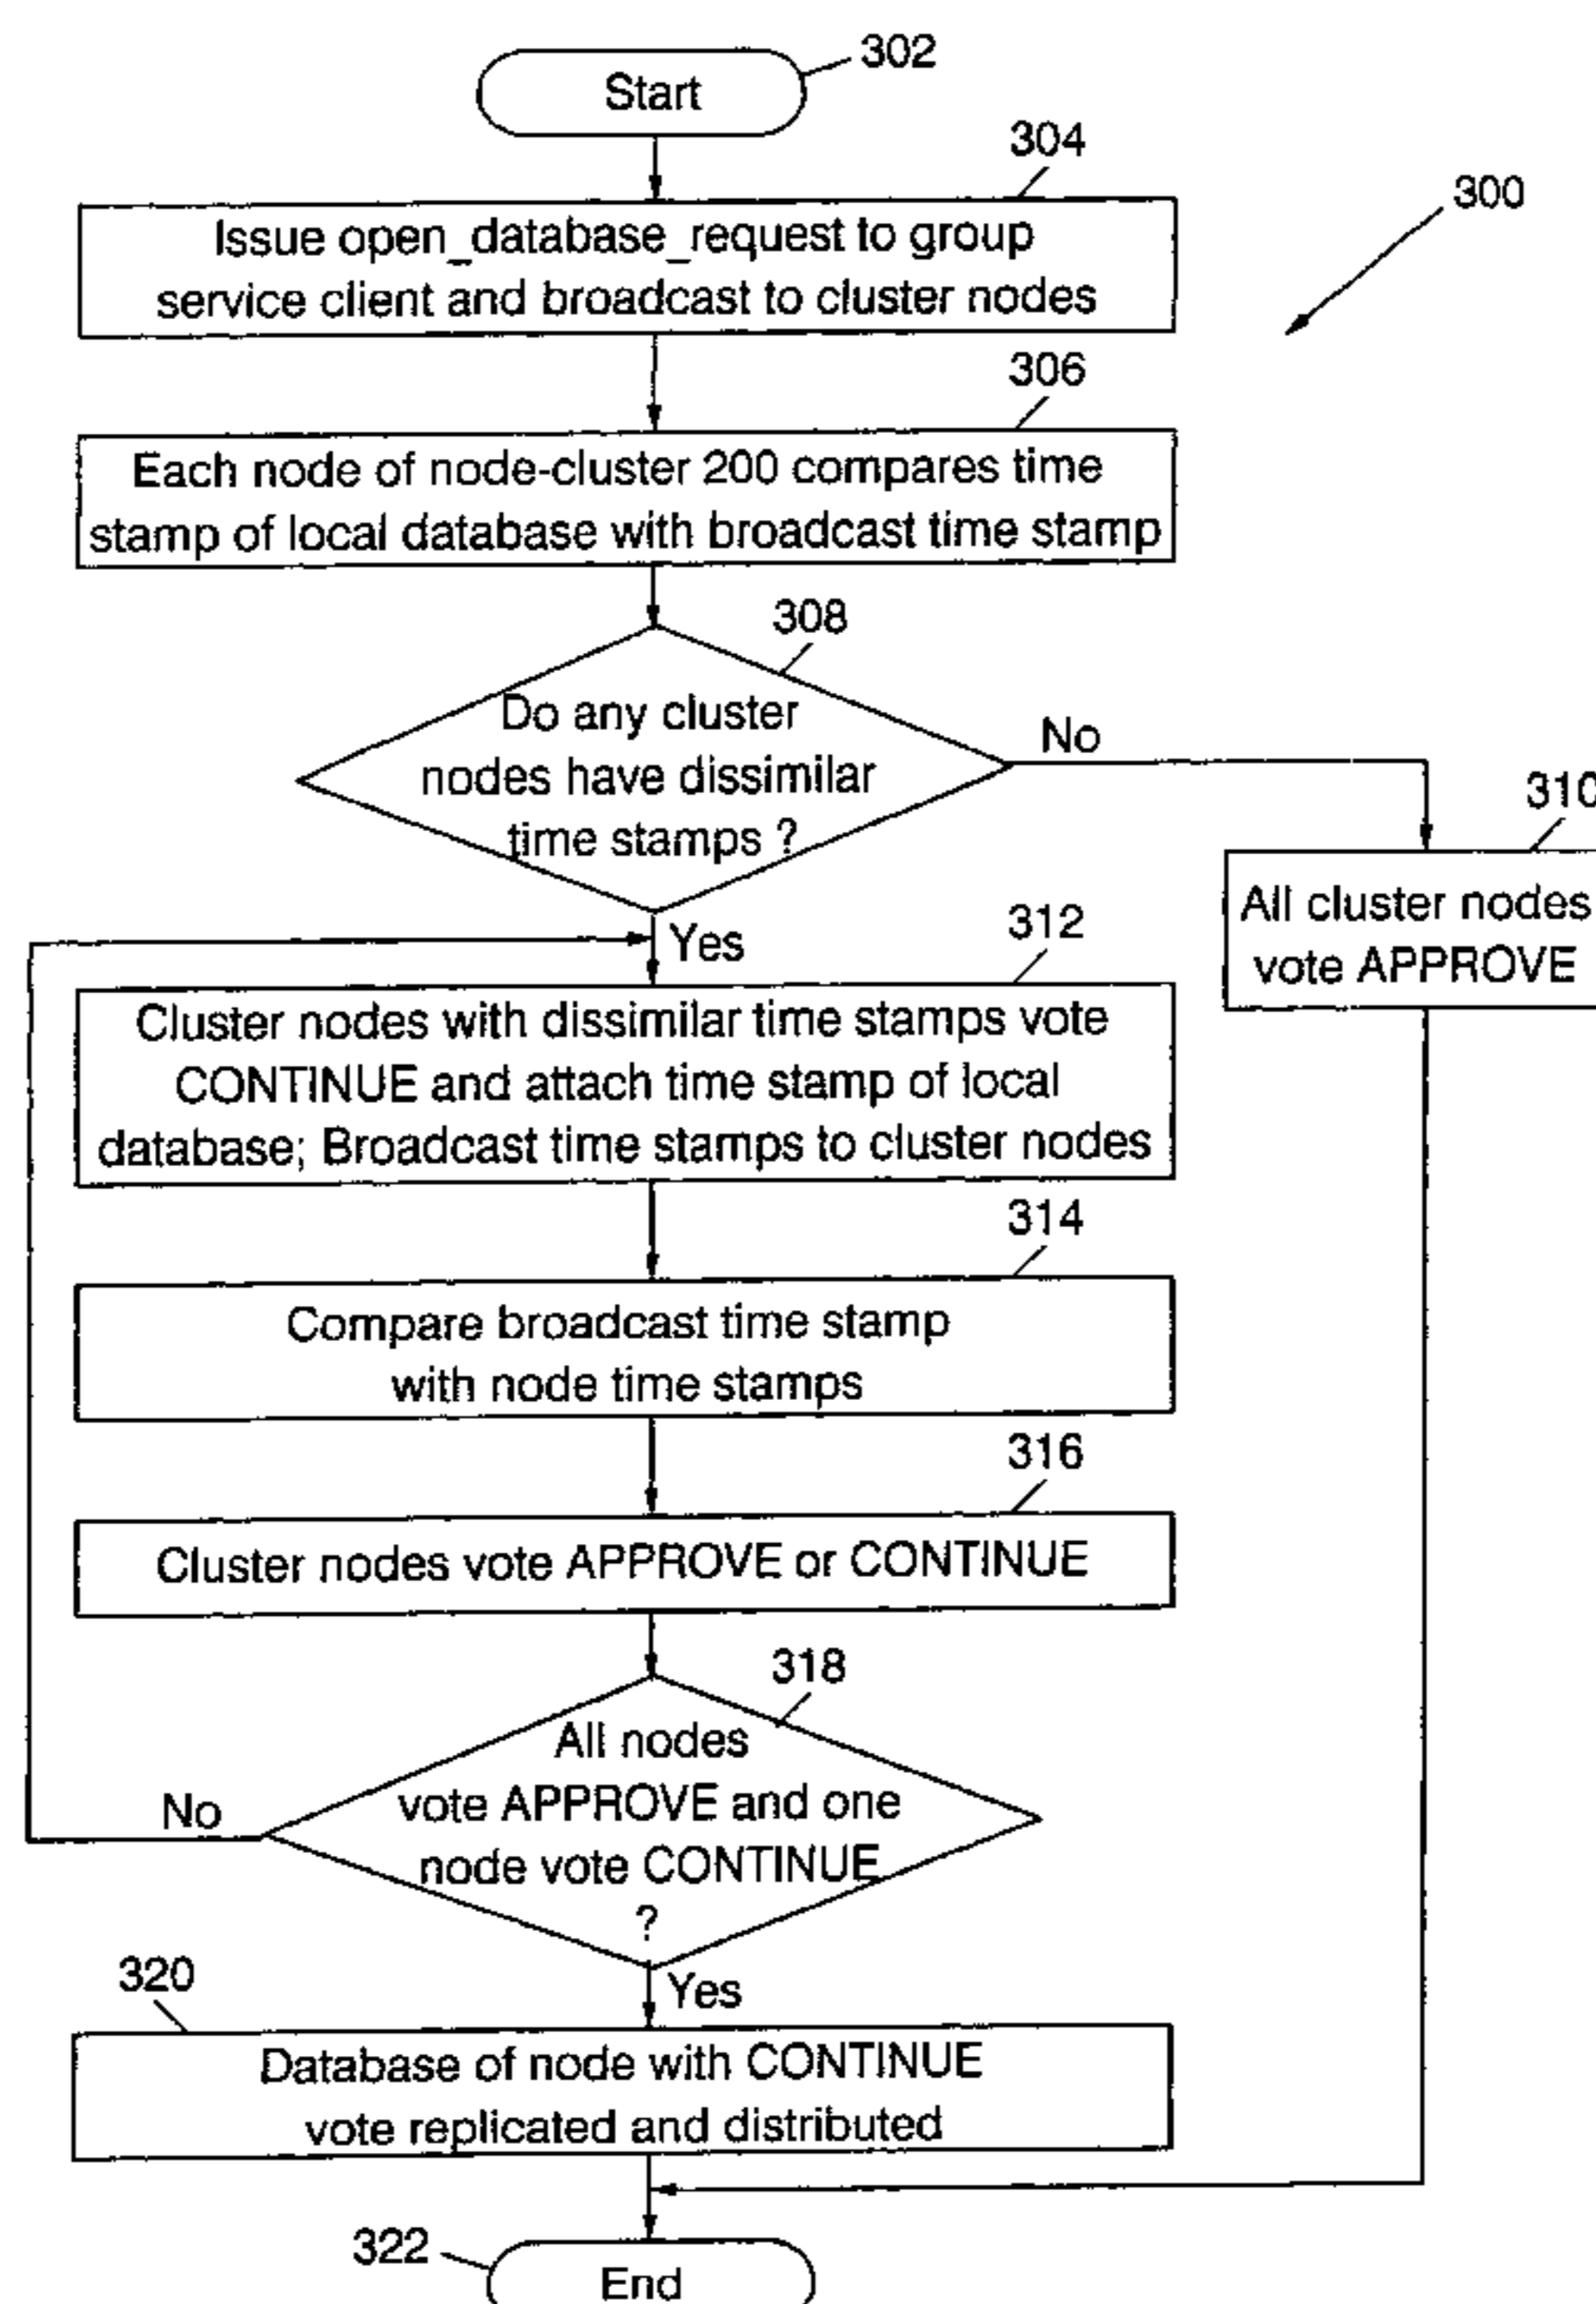 302
Start
304
300
Issue open_database_request to group
service client and broadcast to cluster nodes
306
Each node of node-cluster 200 compares time
stamp of local database with broadcast time stamp
308
Do any cluster
nodes have dissimilar
time stamps ?
No
310
All cluster nodes
vote APPROVE
Yes
312
Cluster nodes with dissimilar time stamps vote
CONTINUE and attach time stamp of local
database; Broadcast time stamps to cluster nodes
314
Compare broadcast time stamp
with node time stamps
316
Cluster nodes vote APPROVE or CONTINUE
318
All nodes
vote APPROVE and one
node vote CONTINUE
?
No
Yes
320
Database of node with CONTINUE
vote replicated and distributed
322
End